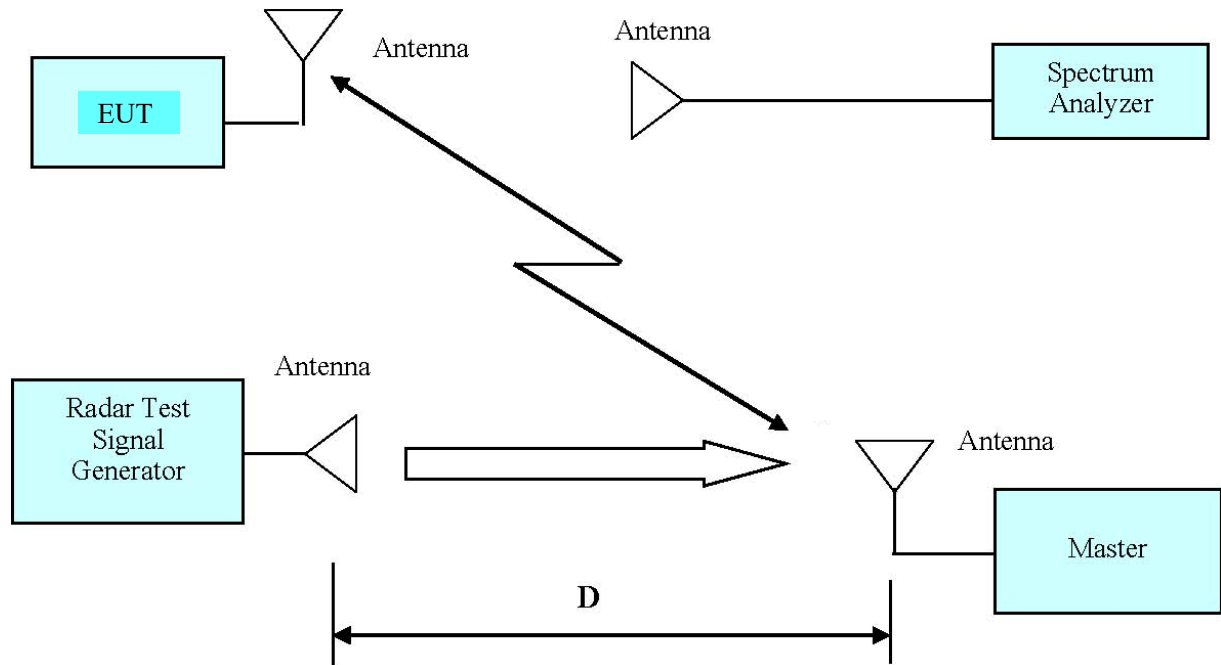 Antenna
EUT
Antenna
Spectrum
Analyzer
Antenna
Radar Test
Signal
Generator
Antenna
Master
D